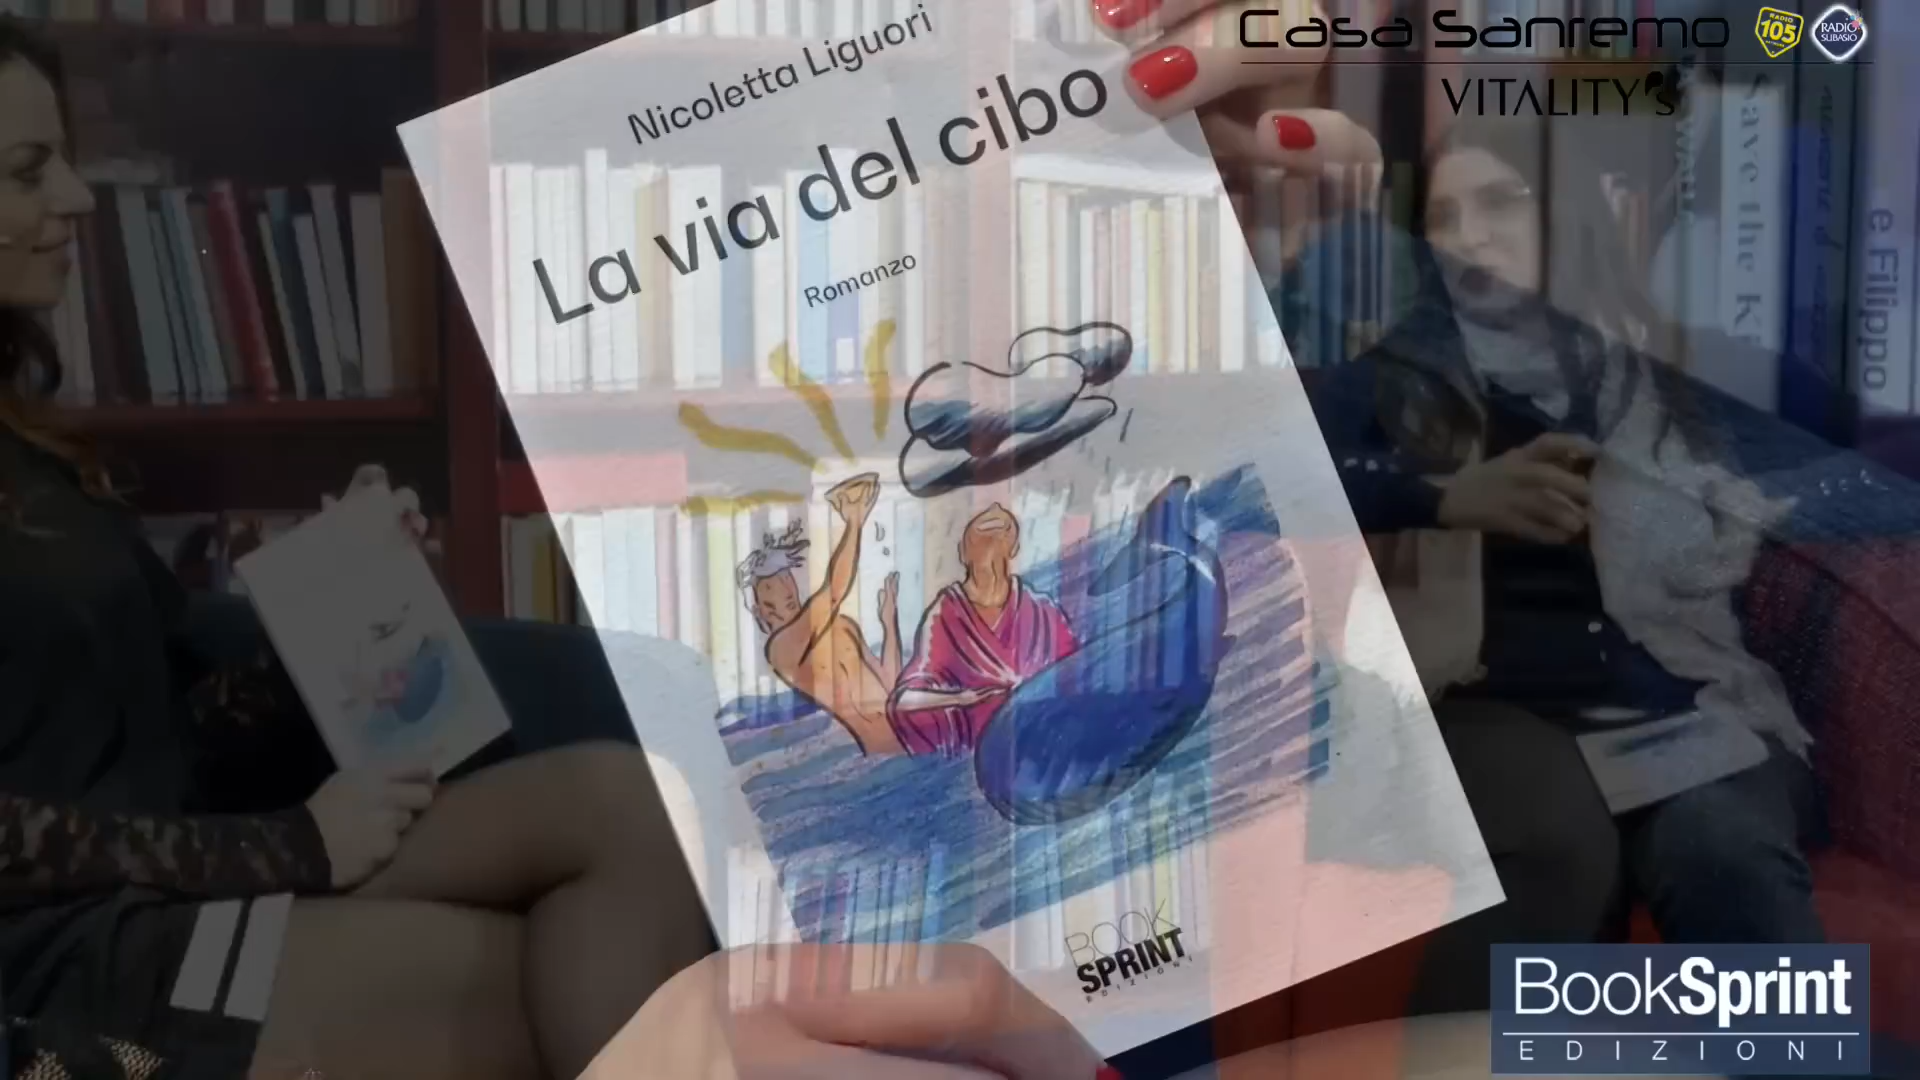 Nicoletta Liguori
La via del cibo
Romanzo
BOOK
SPRINT
EDIZIONI
Casa Sanremo
RADIO
105
RADIO
SUBASIO
VITALITY's
Save the
e Filippo
BookSprint
EDIZIONI